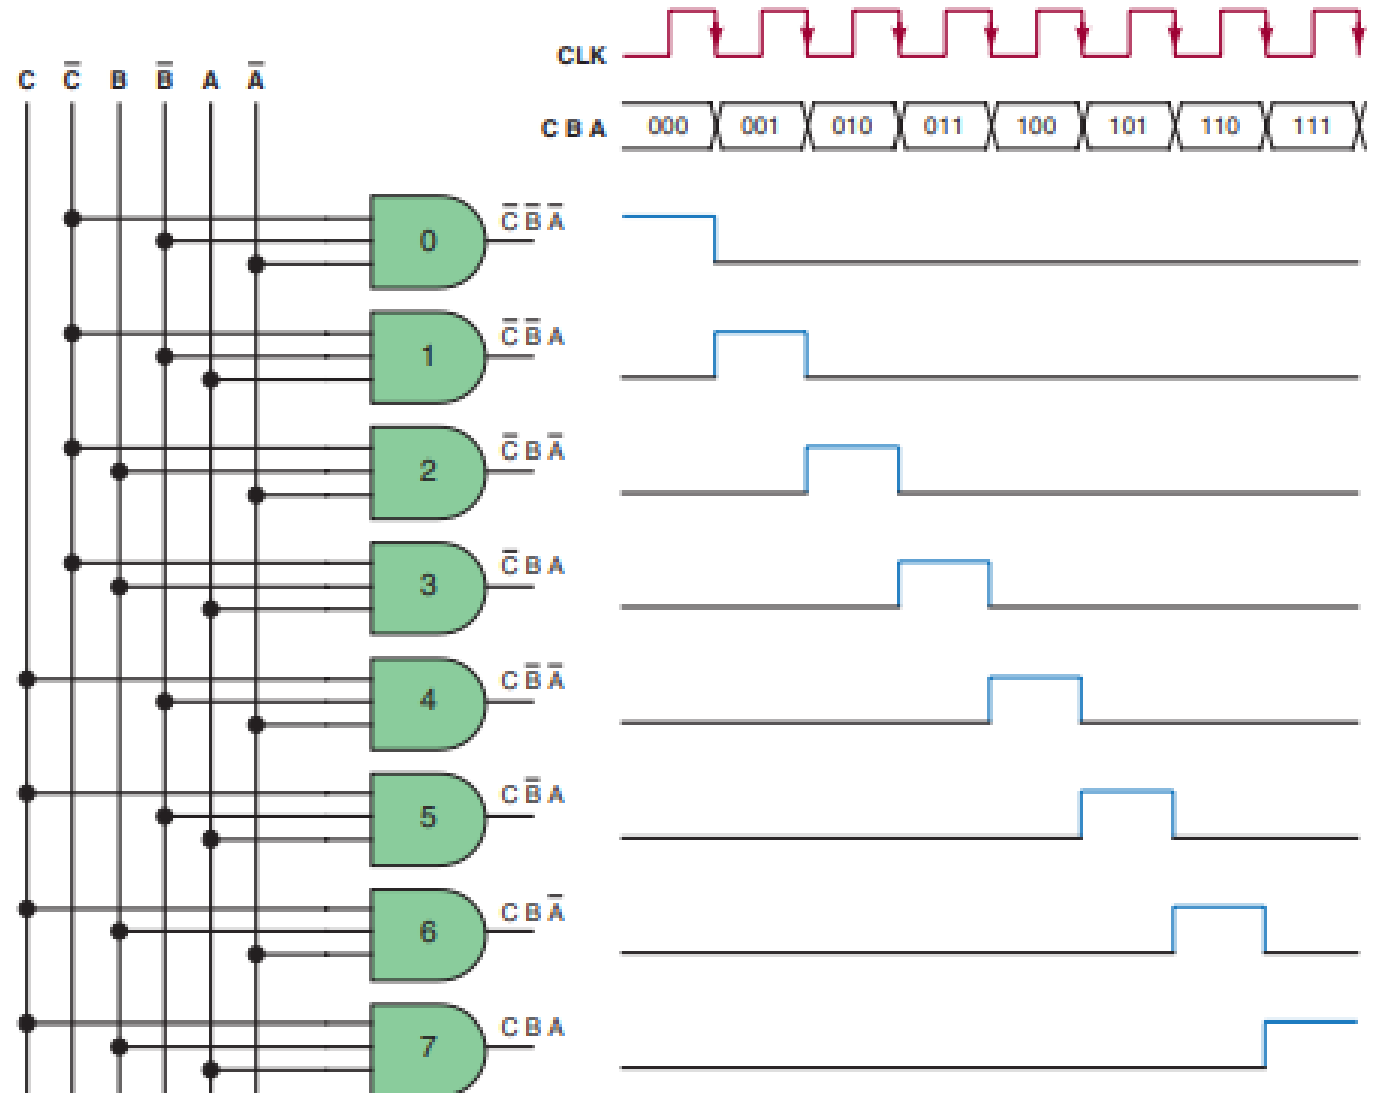 CLK
C C̅ B B̅ A A̅
C B A 000 001 010 011 100 101 110 111
0 C̅ B̅ A̅
1 C̅ B̅ A
2 C̅ B A̅
3 C̅ B A
4 C B̅ A̅
5 C B̅ A
6 C B A̅
7 C B A